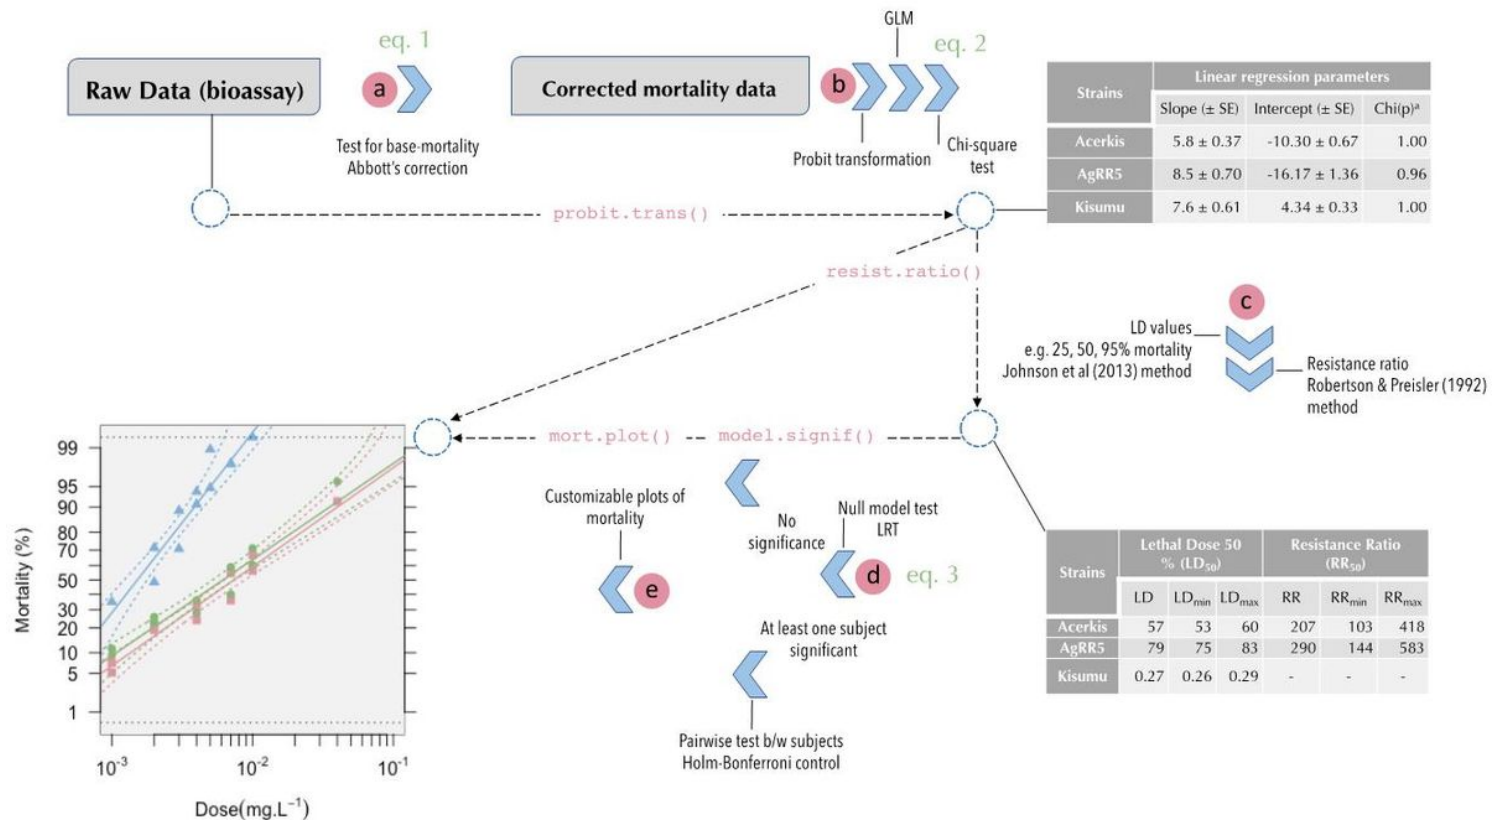 GLM
eq. 1
eq. 2
Raw Data (bioassay)
a
Corrected mortality data
b
Test for base-mortality
Abbott's correction
Probit transformation
Chi-square
test
Strains
Linear regression parameters
Slope (± SE) Intercept (± SE) Chi(p)ª
Acerkis 5.8 ± 0.37 -10.30 ± 0.67 1.00
AgRR5 8.5 ± 0.70 -16.17 ± 1.36 0.96
Kisumu 7.6 ± 0.61 4.34 ± 0.33 1.00
probit.trans()
resist.ratio()
c
LD values
e.g. 25, 50, 95% mortality
Johnson et al (2013) method
Resistance ratio
Robertson & Preisler (1992)
method
mort.plot()
model.signif()
Customizable plots of
mortality
No
significance
Null model test
LRT
d
eq. 3
e
At least one subject
significant
Pairwise test b/w subjects
Holm-Bonferroni control
Strains
Lethal Dose 50
% (LD50)
Resistance Ratio
(RR50)
LD LDmin LDmax RR RRmin RRmax
Acerkis 57 53 60 207 103 418
AgRR5 79 75 83 290 144 583
Kisumu 0.27 0.26 0.29 - - -
Mortality (%)
99
95
90
80
70
50
30
20
10
5
1
10-3 10-2 10-1
Dose(mg.L-1)